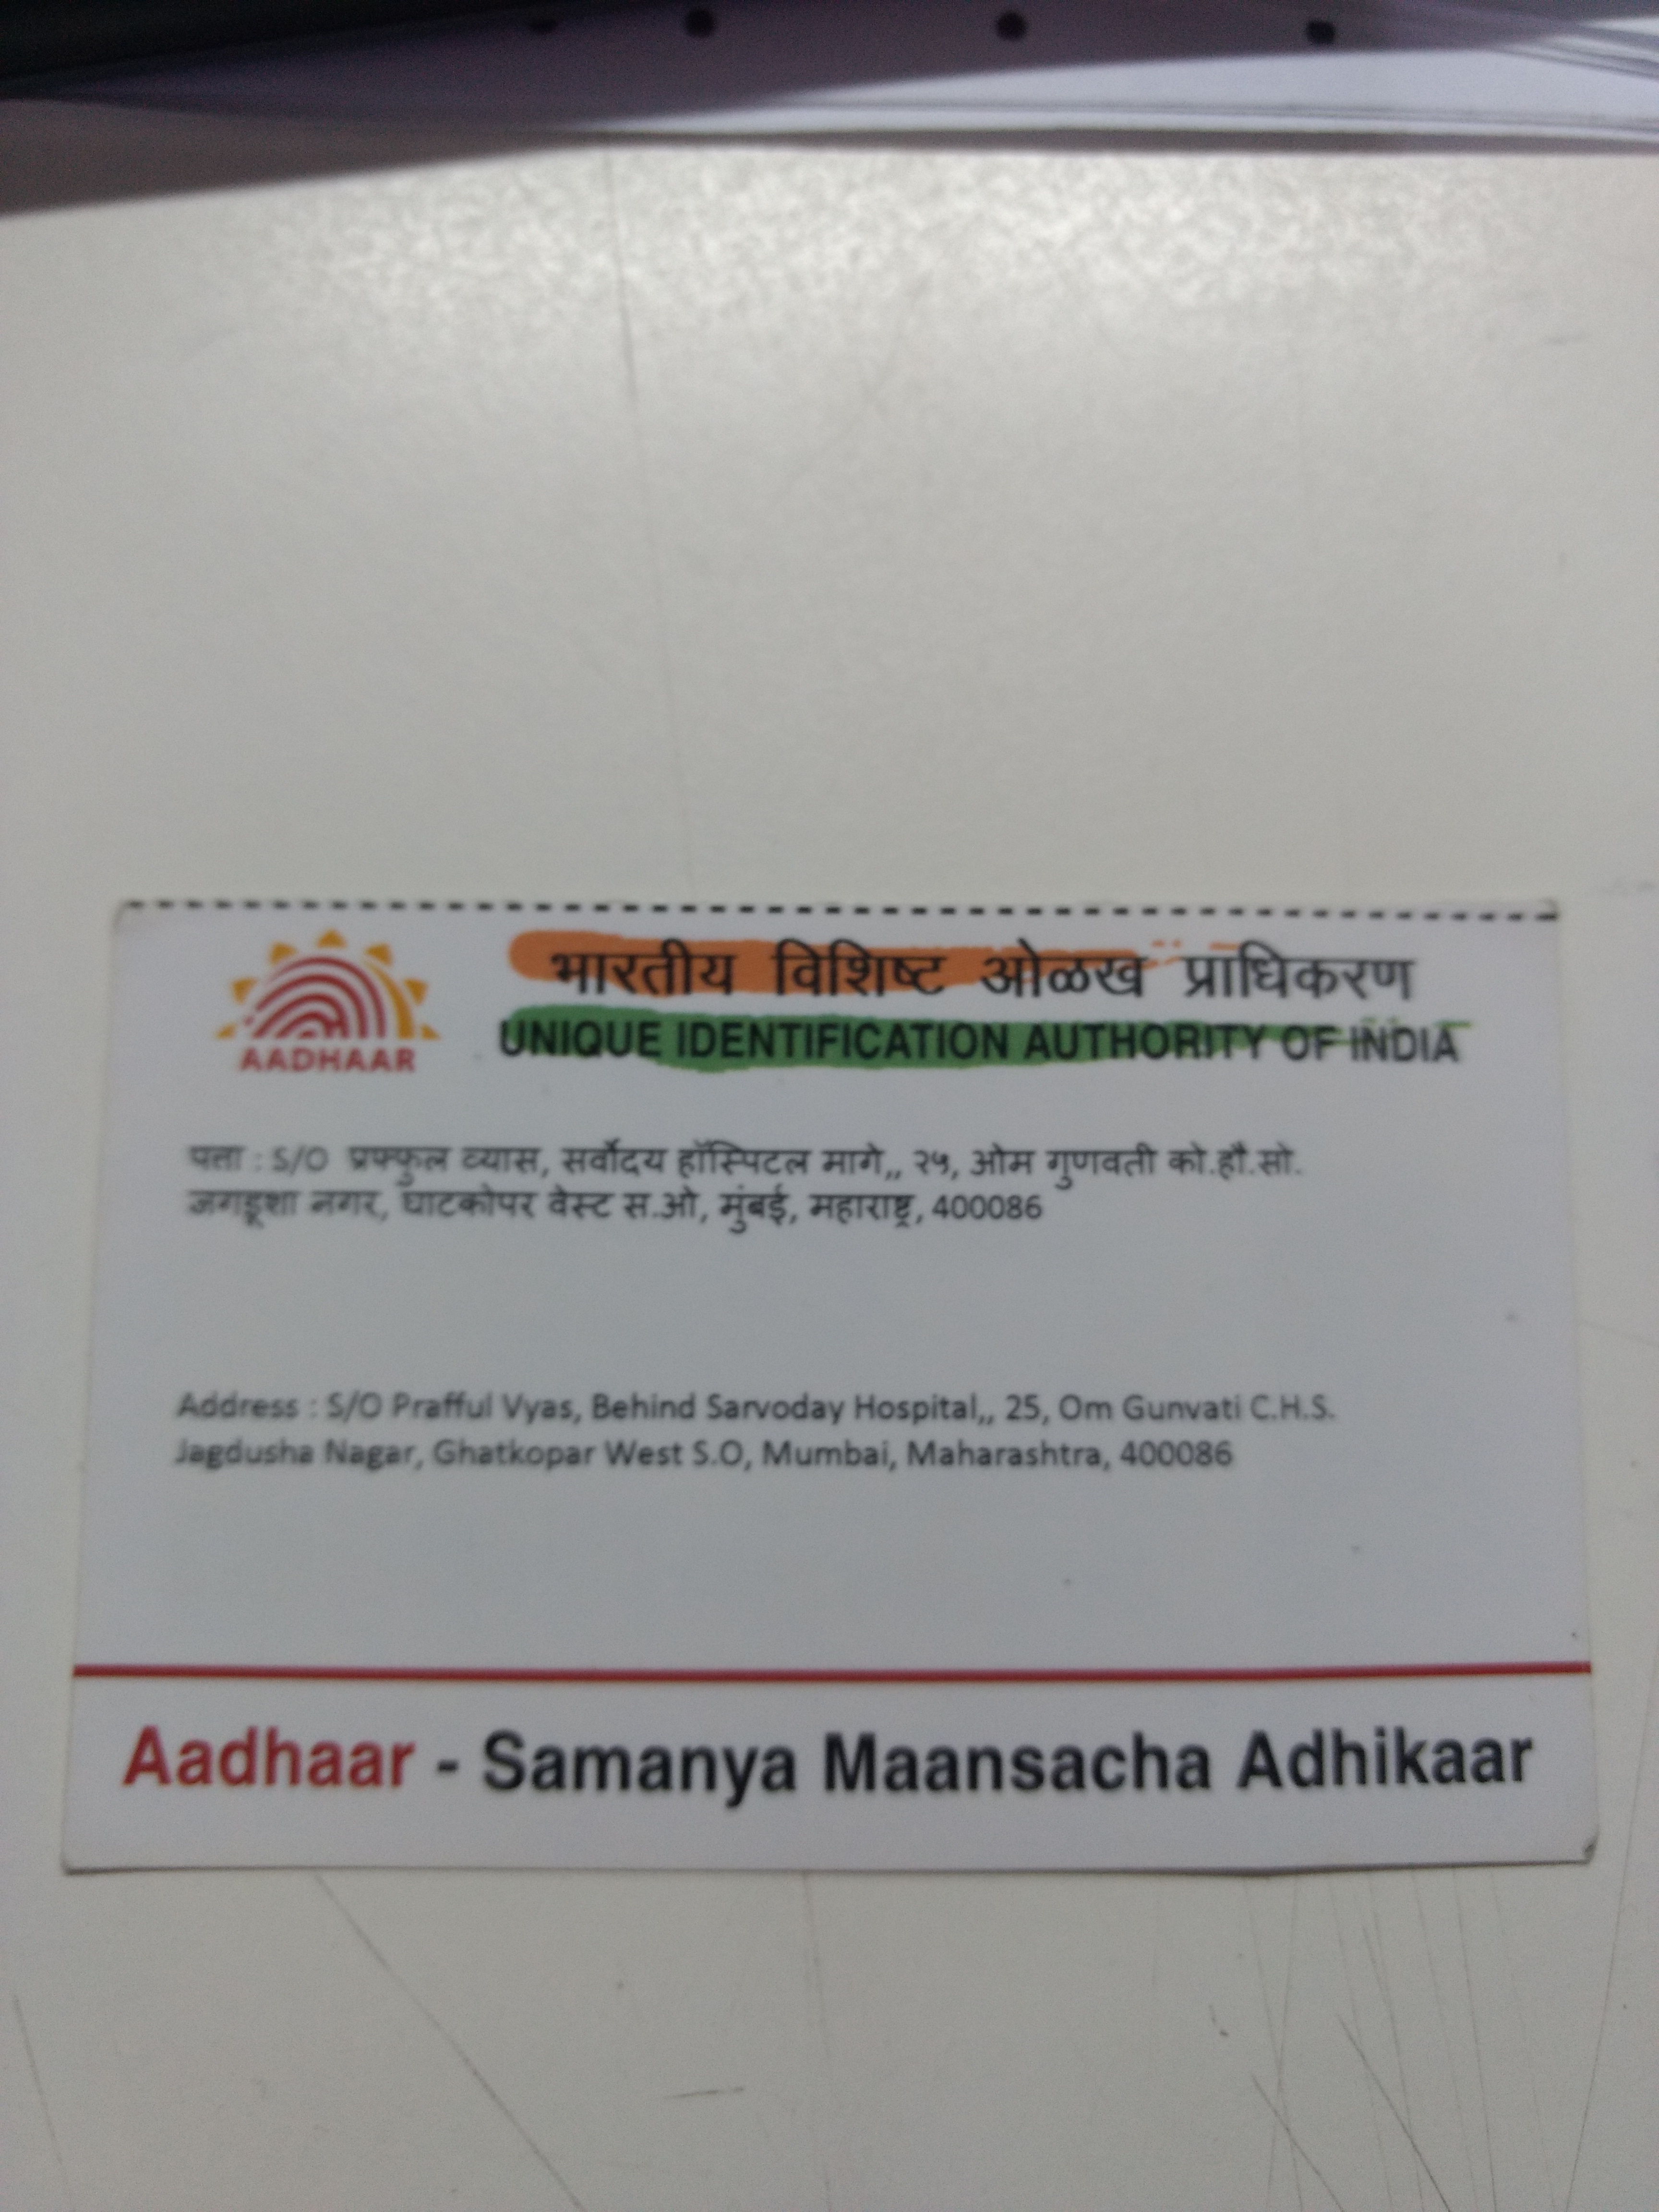 AADHAAR
भारतीय विशिष्ट ओळख प्राधिकरण
UNIQUE IDENTIFICATION AUTHORITY OF INDIA
पत्ता : S/O प्रफ्फुल व्यास, सर्वोदय हॉस्पिटल मागे,, २५, ओम गुणवती को.हौ.सो.
जगडूशा नगर, घाटकोपर वेस्ट स.ओ, मुंबई, महाराष्ट्र, 400086
Address : S/O Prafful Vyas, Behind Sarvoday Hospital,, 25, Om Gunvati C.H.S.
Jagdusha Nagar, Ghatkopar West S.O, Mumbai, Maharashtra, 400086
Aadhaar - Samanya Maansacha Adhikaar